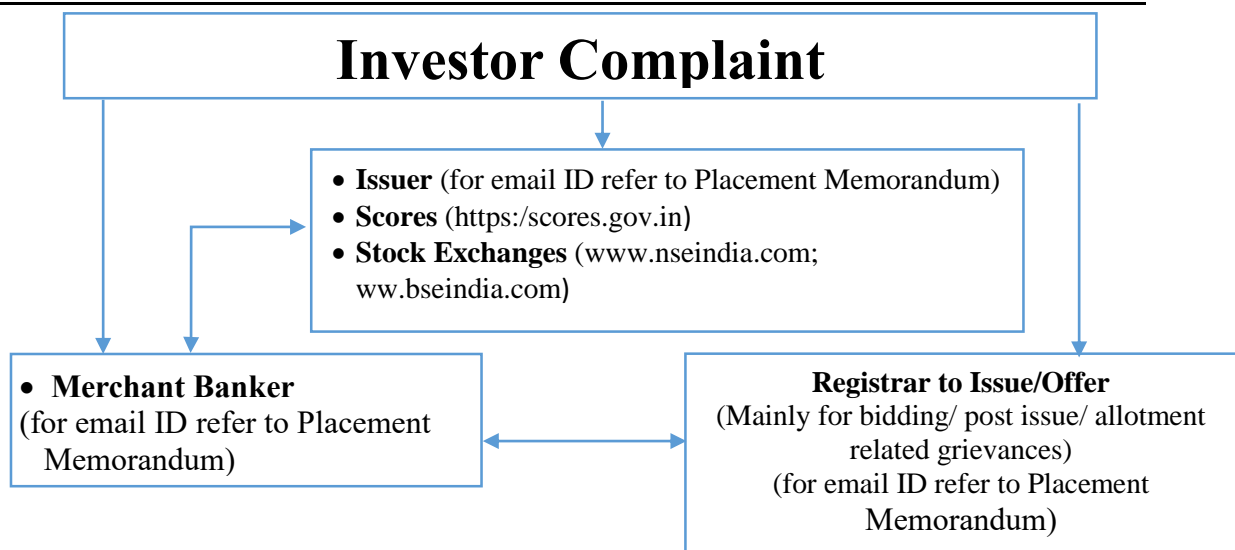 Investor Complaint
• Issuer (for email ID refer to Placement Memorandum)
• Scores (https:/scores.gov.in)
• Stock Exchanges (www.nseindia.com;
ww.bseindia.com)
• Merchant Banker
(for email ID refer to Placement
Memorandum)
Registrar to Issue/Offer
(Mainly for bidding/ post issue/ allotment
related grievances)
(for email ID refer to Placement
Memorandum)